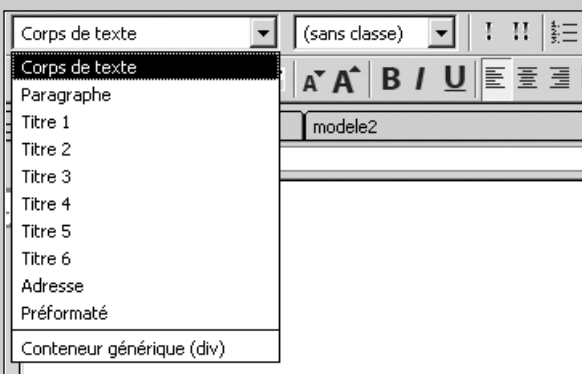 Corps de texte
(sans classe)
! !!
Corps de texte
A A B I U
Paragraphe
Titre 1
modele2
Titre 2
Titre 3
Titre 4
Titre 5
Titre 6
Adresse
Préformaté
Conteneur générique (div)